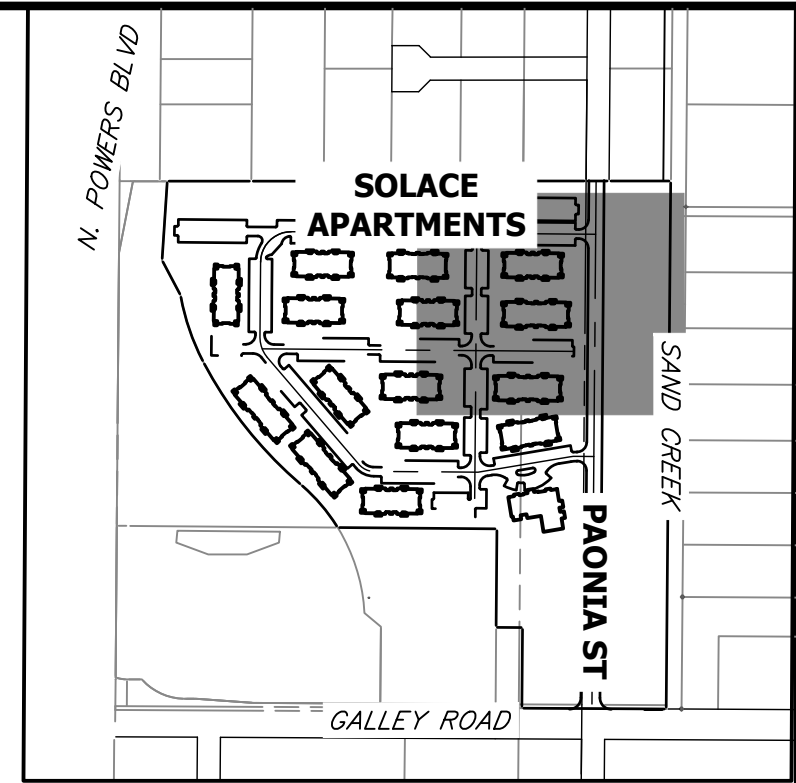 N. POWERS BLVD
SOLACE
APARTMENTS
SAND CREEK
PAONIA ST
GALLEY ROAD